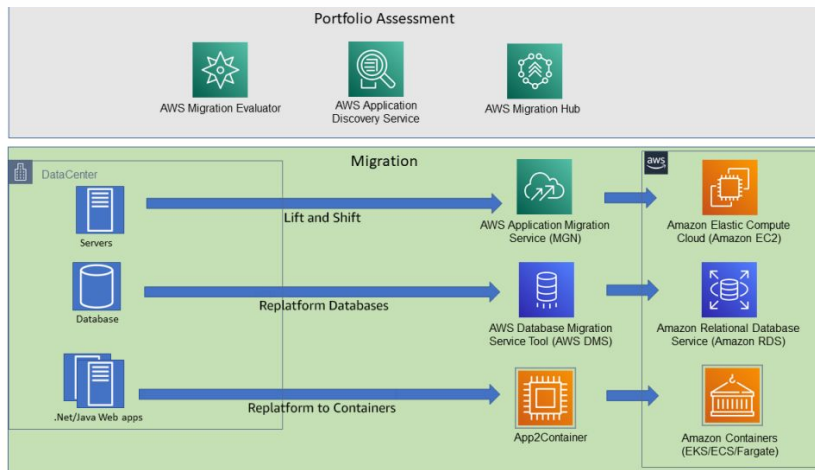 Portfolio Assessment
AWS Migration Evaluator
AWS Application
Discovery Service
AWS Migration Hub
Migration
DataCenter
aws
Servers
Lift and Shift
AWS Application Migration
Service (MGN)
Amazon Elastic Compute
Cloud (Amazon EC2)
Database
Replatform Databases
AWS Database Migration
Service Tool (AWS DMS)
Amazon Relational Database
Service (Amazon RDS)
.Net/Java Web apps
Replatform to Containers
App2Container
Amazon Containers
(EKS/ECS/Fargate)